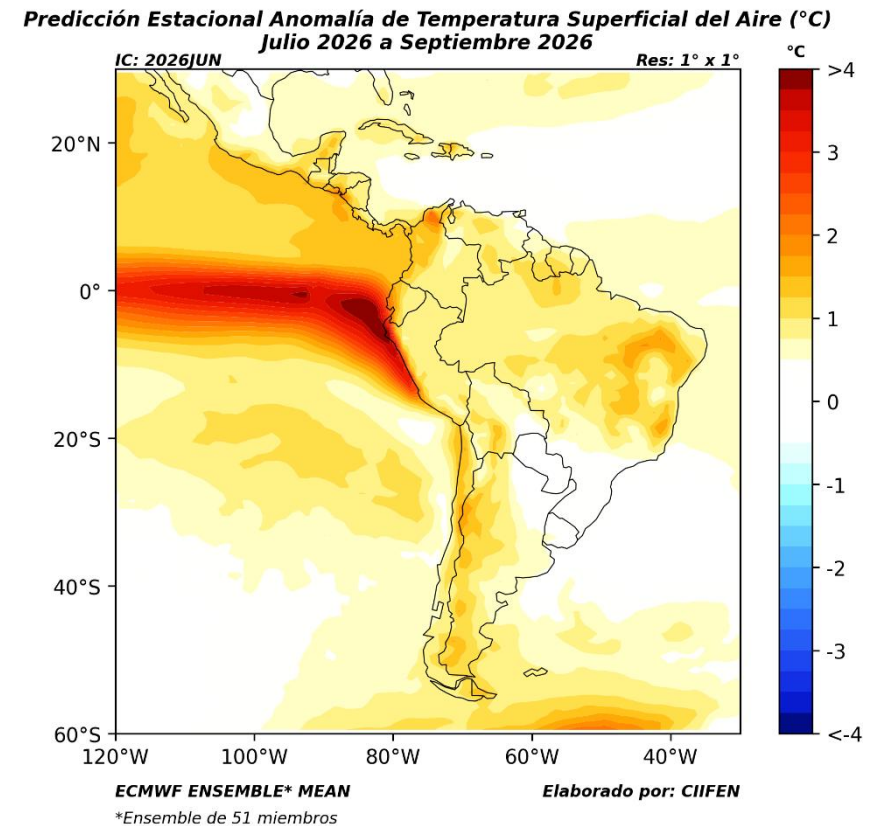 Predicción Estacional Anomalía de Temperatura Superficial del Aire (°C)
Julio 2026 a Septiembre 2026
IC: 2026JUN
Res: 1° x 1°
°C
>4
3
2
1
0
-1
-2
-3
<-4
20°N
0°
20°S
40°S
60°S
120°W
100°W
80°W
60°W
40°W
ECMWF ENSEMBLE* MEAN
Elaborado por: CIIFEN
*Ensemble de 51 miembros